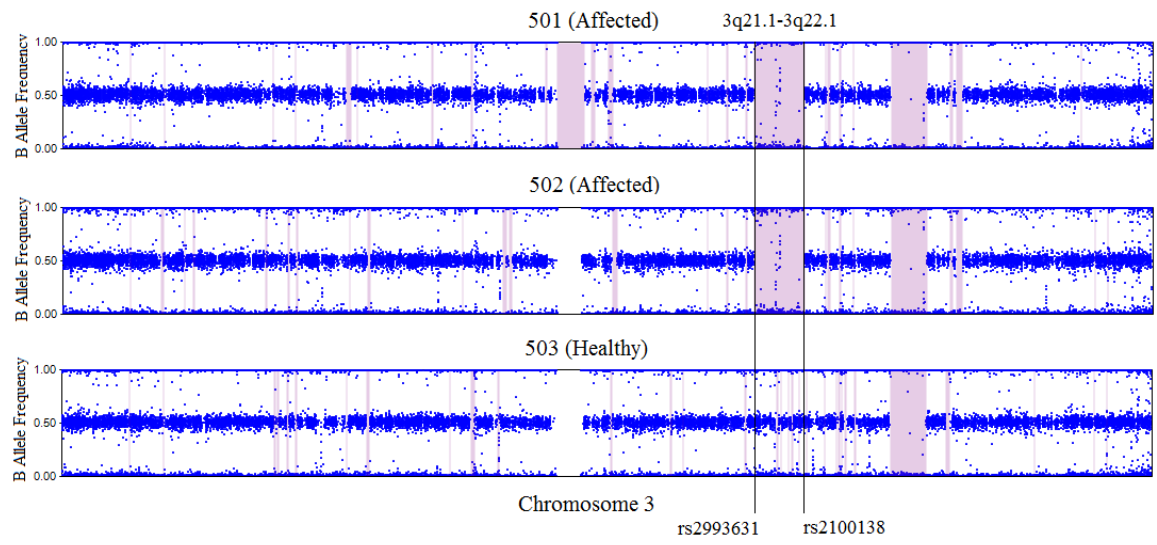 501 (Affected)
3q21.1-3q22.1
B Allele Frequency
1.00
0.50
0.00
502 (Affected)
B Allele Frequency
1.00
0.50
0.00
503 (Healthy)
B Allele Frequency
1.00
0.50
0.00
Chromosome 3
rs2993631
rs2100138